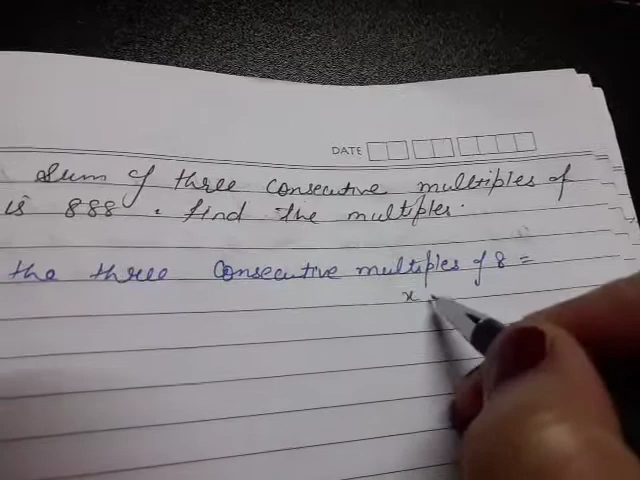 DATE
Sum of three consecutive multiples of
is 888. find the multiples.
the three Consecutive multiples of 8 =
x